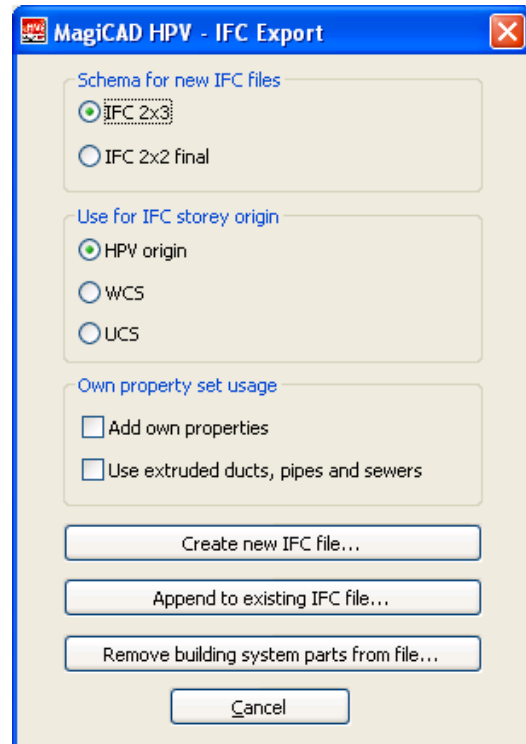 MagiCAD HPV - IFC Export
Schema for new IFC files
IFC 2x3
IFC 2x2 final
Use for IFC storey origin
HPV origin
WCS
UCS
Own property set usage
Add own properties
Use extruded ducts, pipes and sewers
Create new IFC file...
Append to existing IFC file...
Remove building system parts from file...
Cancel